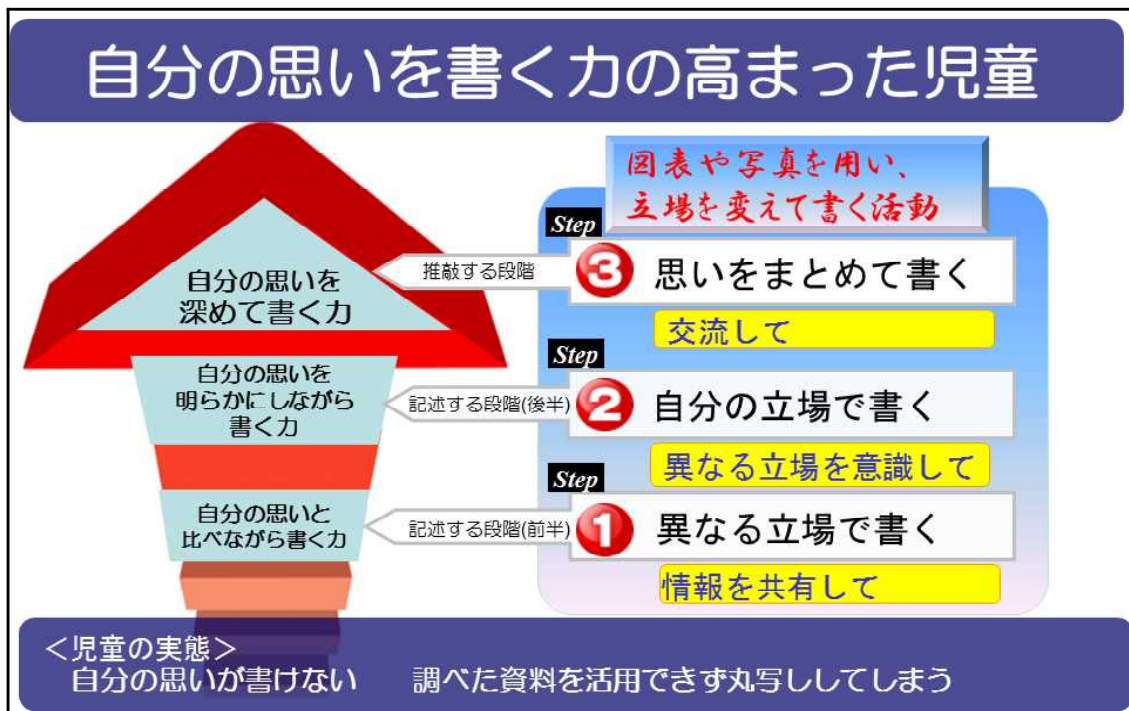 自分の思いを書く力の高まった児童
図表や写真を用い、
立場を変えて書く活動
Step
3 思いをまとめて書く
推敲する段階
自分の思いを
深めて書く力
交流して
Step
2 自分の立場で書く
記述する段階(後半)
自分の思いを
明らかにしながら
書く力
異なる立場を意識して
Step
1 異なる立場で書く
記述する段階(前半)
自分の思いと
比べながら書く力
情報を共有して
＜児童の実態＞
自分の思いが書けない　　調べた資料を活用できず丸写ししてしまう